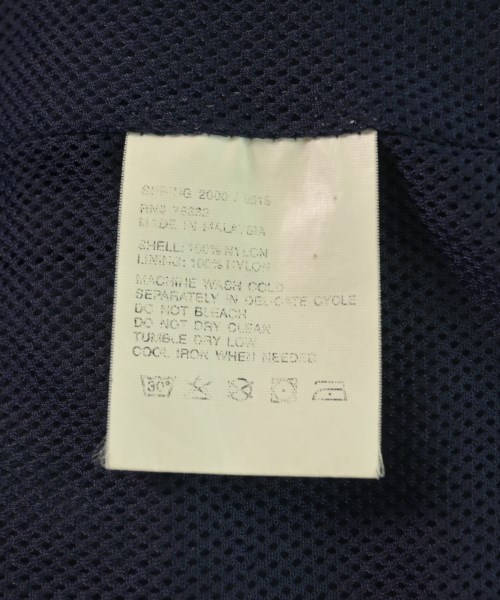 SPRING 2000 /
RN#
MADE IN MALAYSIA
SHELL: 100% NYLON
LINING: 100% NYLON
MACHINE WASH COLD
SEPARATELY IN DELICATE CYCLE
DO NOT BLEACH
DO NOT DRY CLEAN
TUMBLE DRY LOW
COOL IRON WHEN NEEDED
30°